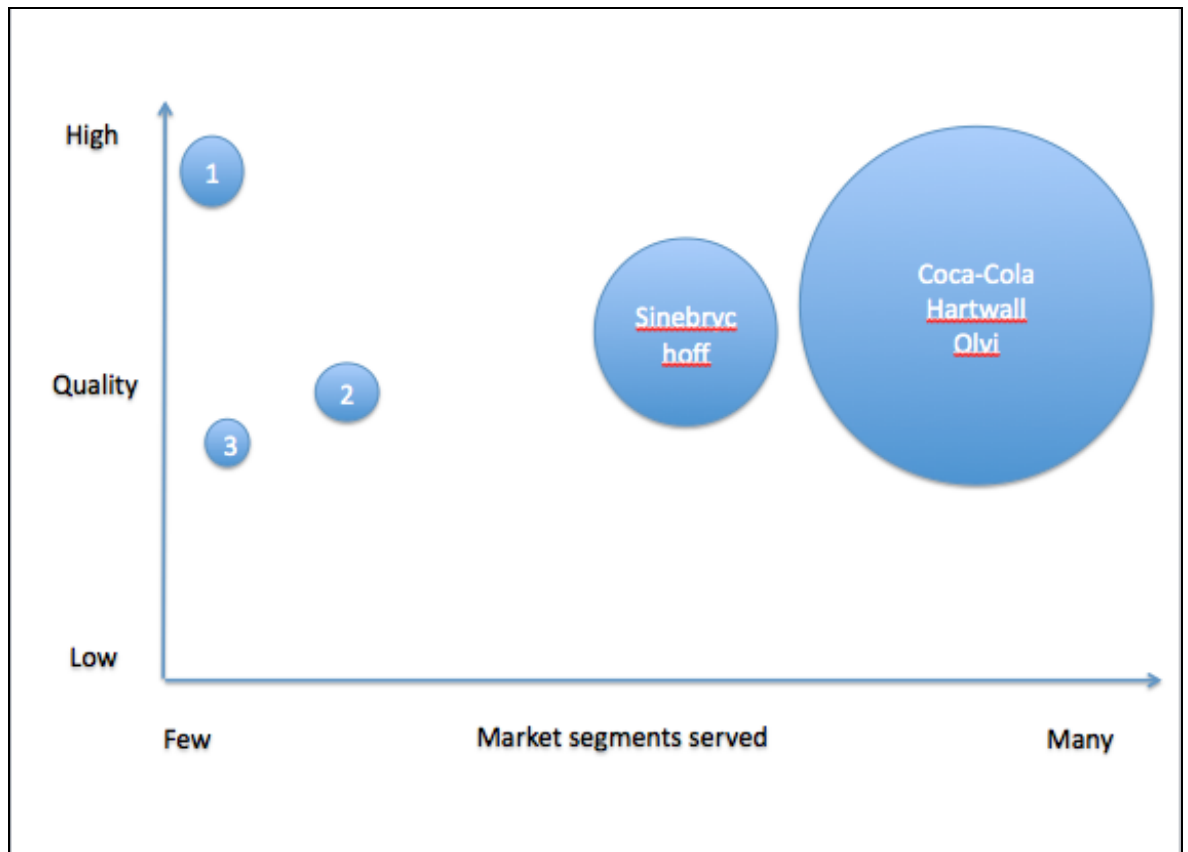 High
1
Coca-Cola
Hartwall
Olvi
Sinebryc
hoff
Quality
2
3
Low
Few
Market segments served
Many